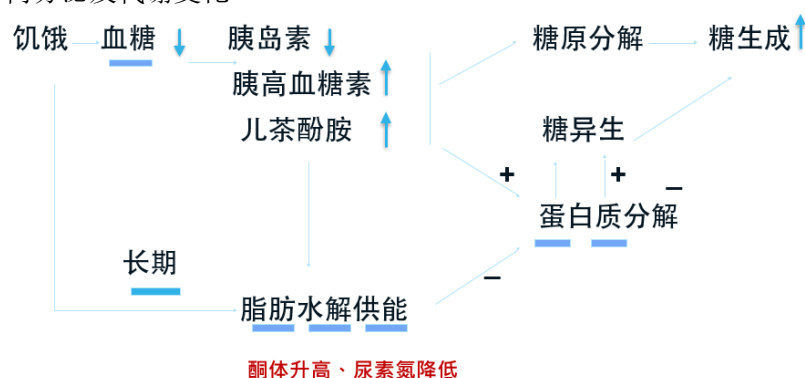 饥饿 血糖 胰岛素 糖原分解 糖生成
胰高血糖素
儿茶酚胺 糖异生
+ + −
蛋白质分解
长期
−
脂肪水解供能
酮体升高、尿素氮降低